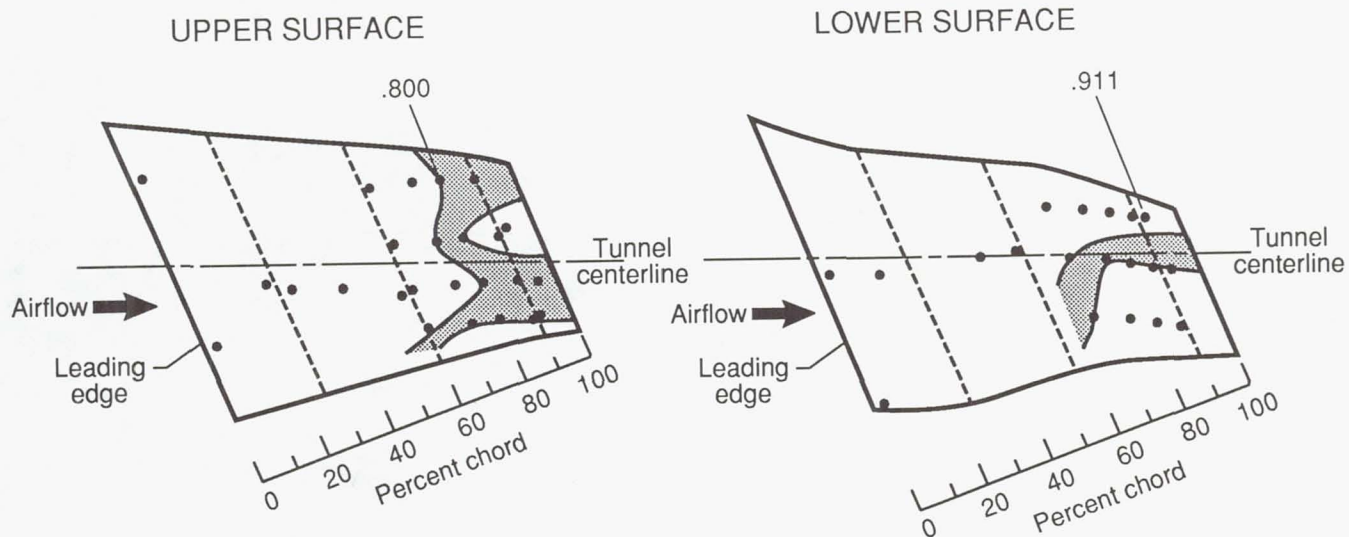 UPPER SURFACE
.800
Tunnel
centerline
Airflow
Leading
edge
0 20 40 60 80 100
Percent chord
LOWER SURFACE
.911
Tunnel
centerline
Airflow
Leading
edge
0 20 40 60 80 100
Percent chord